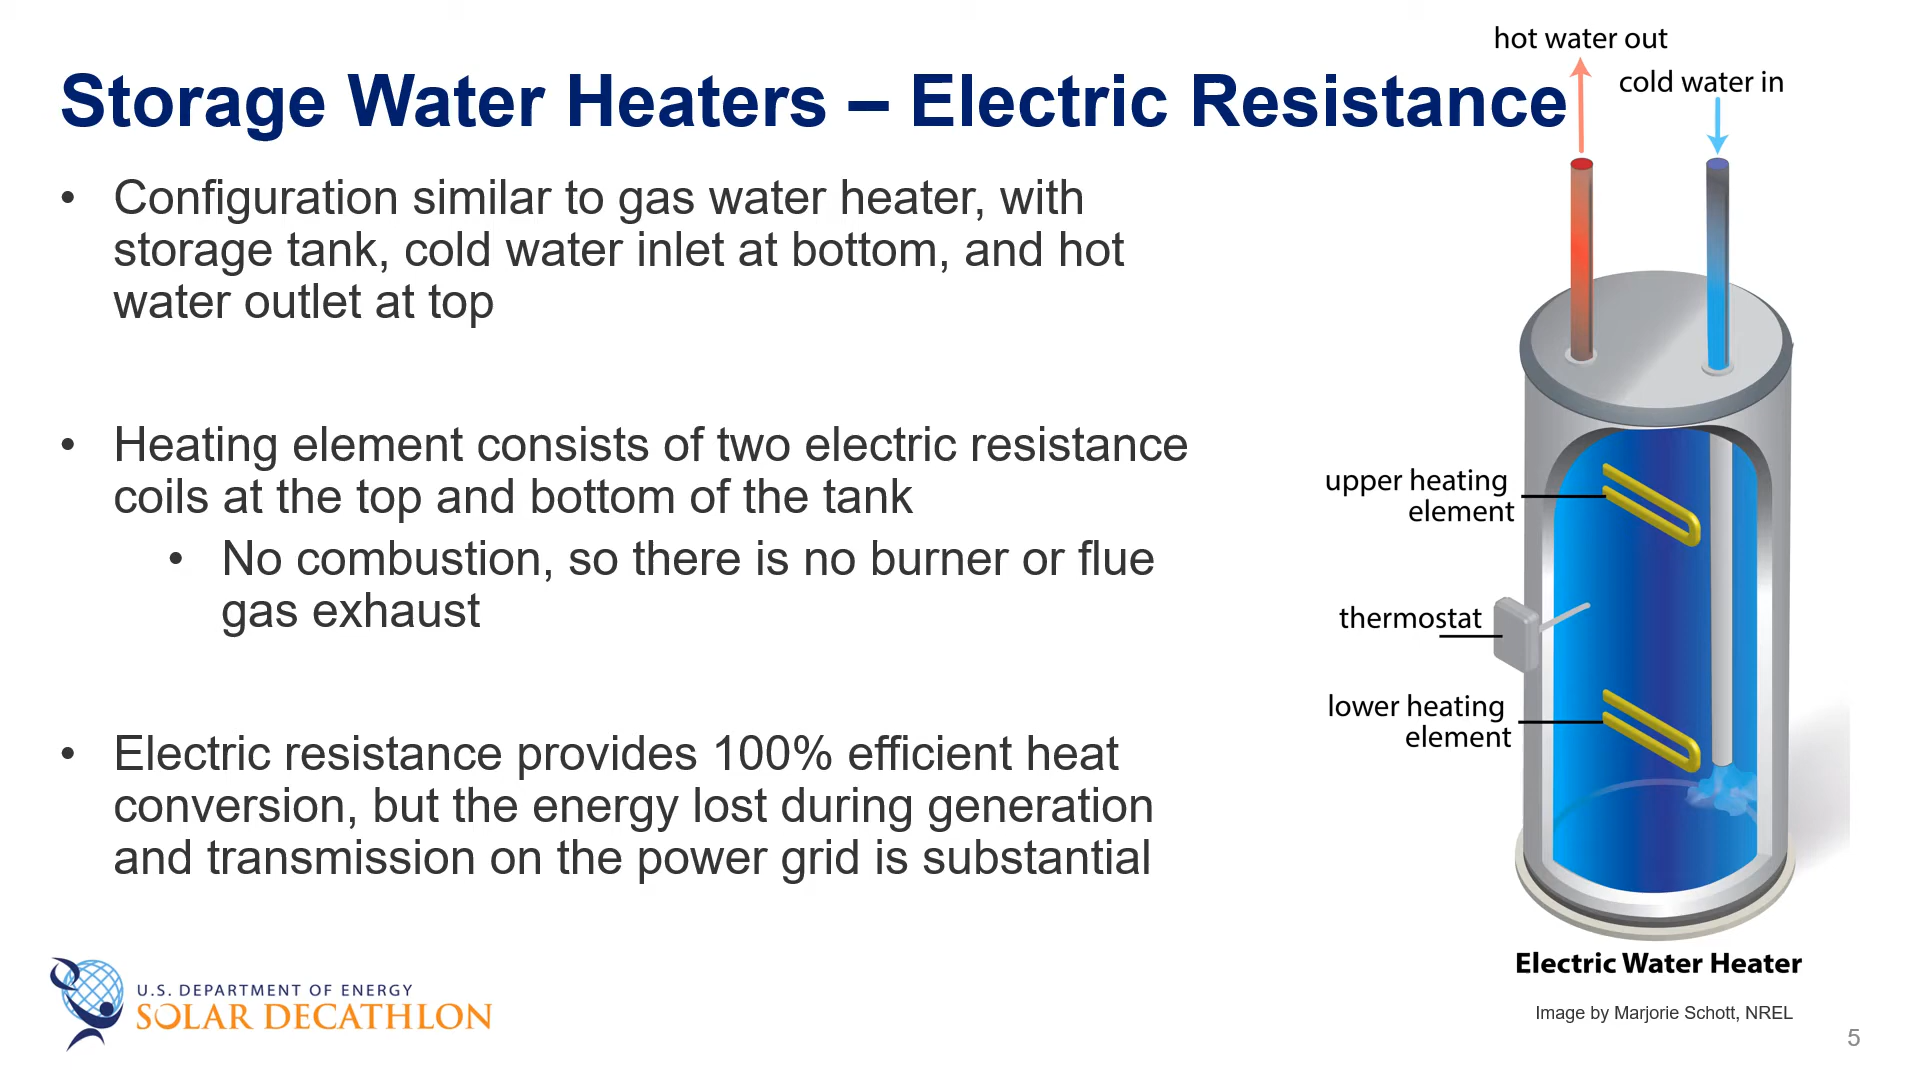 hot water out
cold water in
Storage Water Heaters – Electric Resistance
• Configuration similar to gas water heater, with
storage tank, cold water inlet at bottom, and hot
water outlet at top
• Heating element consists of two electric resistance
coils at the top and bottom of the tank
• No combustion, so there is no burner or flue
gas exhaust
• Electric resistance provides 100% efficient heat
conversion, but the energy lost during generation
and transmission on the power grid is substantial
upper heating
element
thermostat
lower heating
element
Electric Water Heater
Image by Marjorie Schott, NREL
U.S. DEPARTMENT OF ENERGY
SOLAR DECATHLON
5